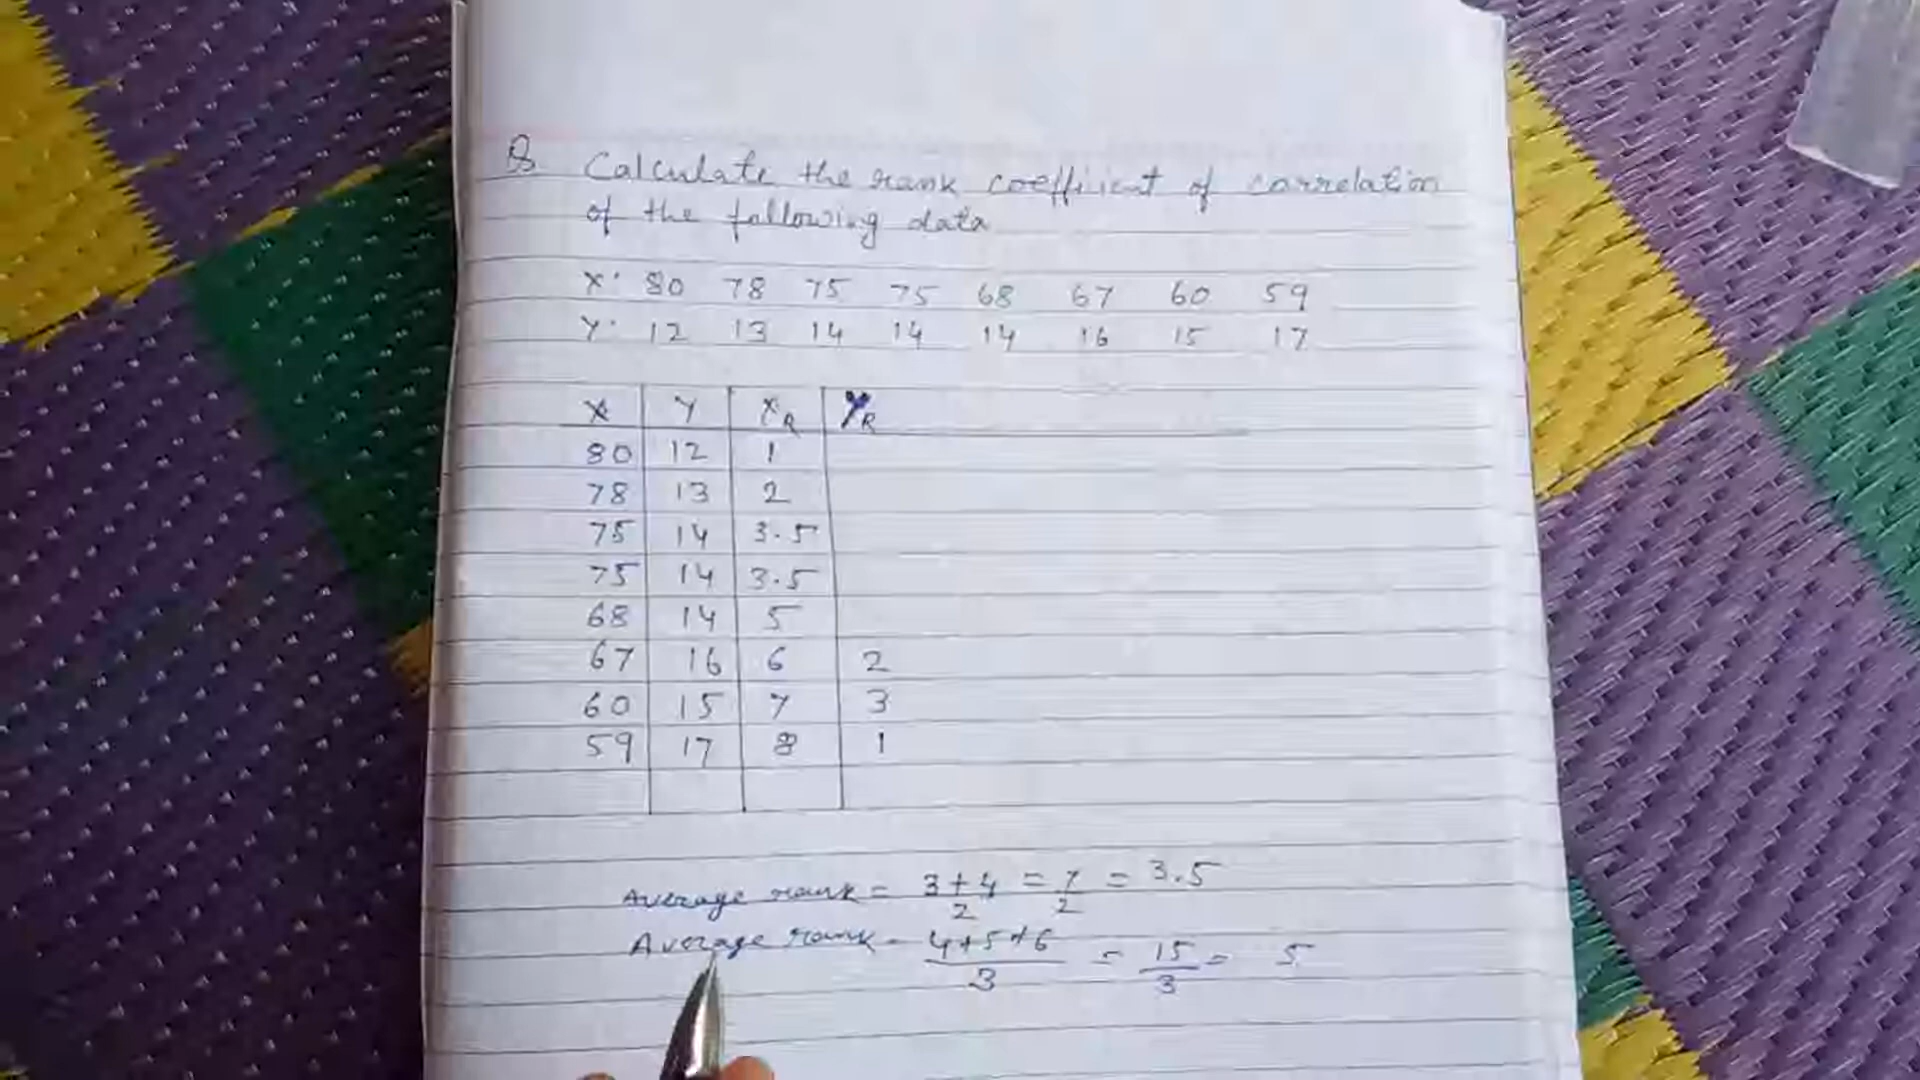 Q. Calculate the rank coefficient of correlation
of the following data
X: 80 78 75 75 68 67 60 59
Y: 12 13 14 14 14 16 15 17
X Y XR YR
80 12 1
78 13 2
75 14 3.5
75 14 3.5
68 14 5
67 16 6 2
60 15 7 3
59 17 8 1
Average rank = 3+4/2 = 7/2 = 3.5
Average rank = 4+5+6/3 = 15/3 = 5